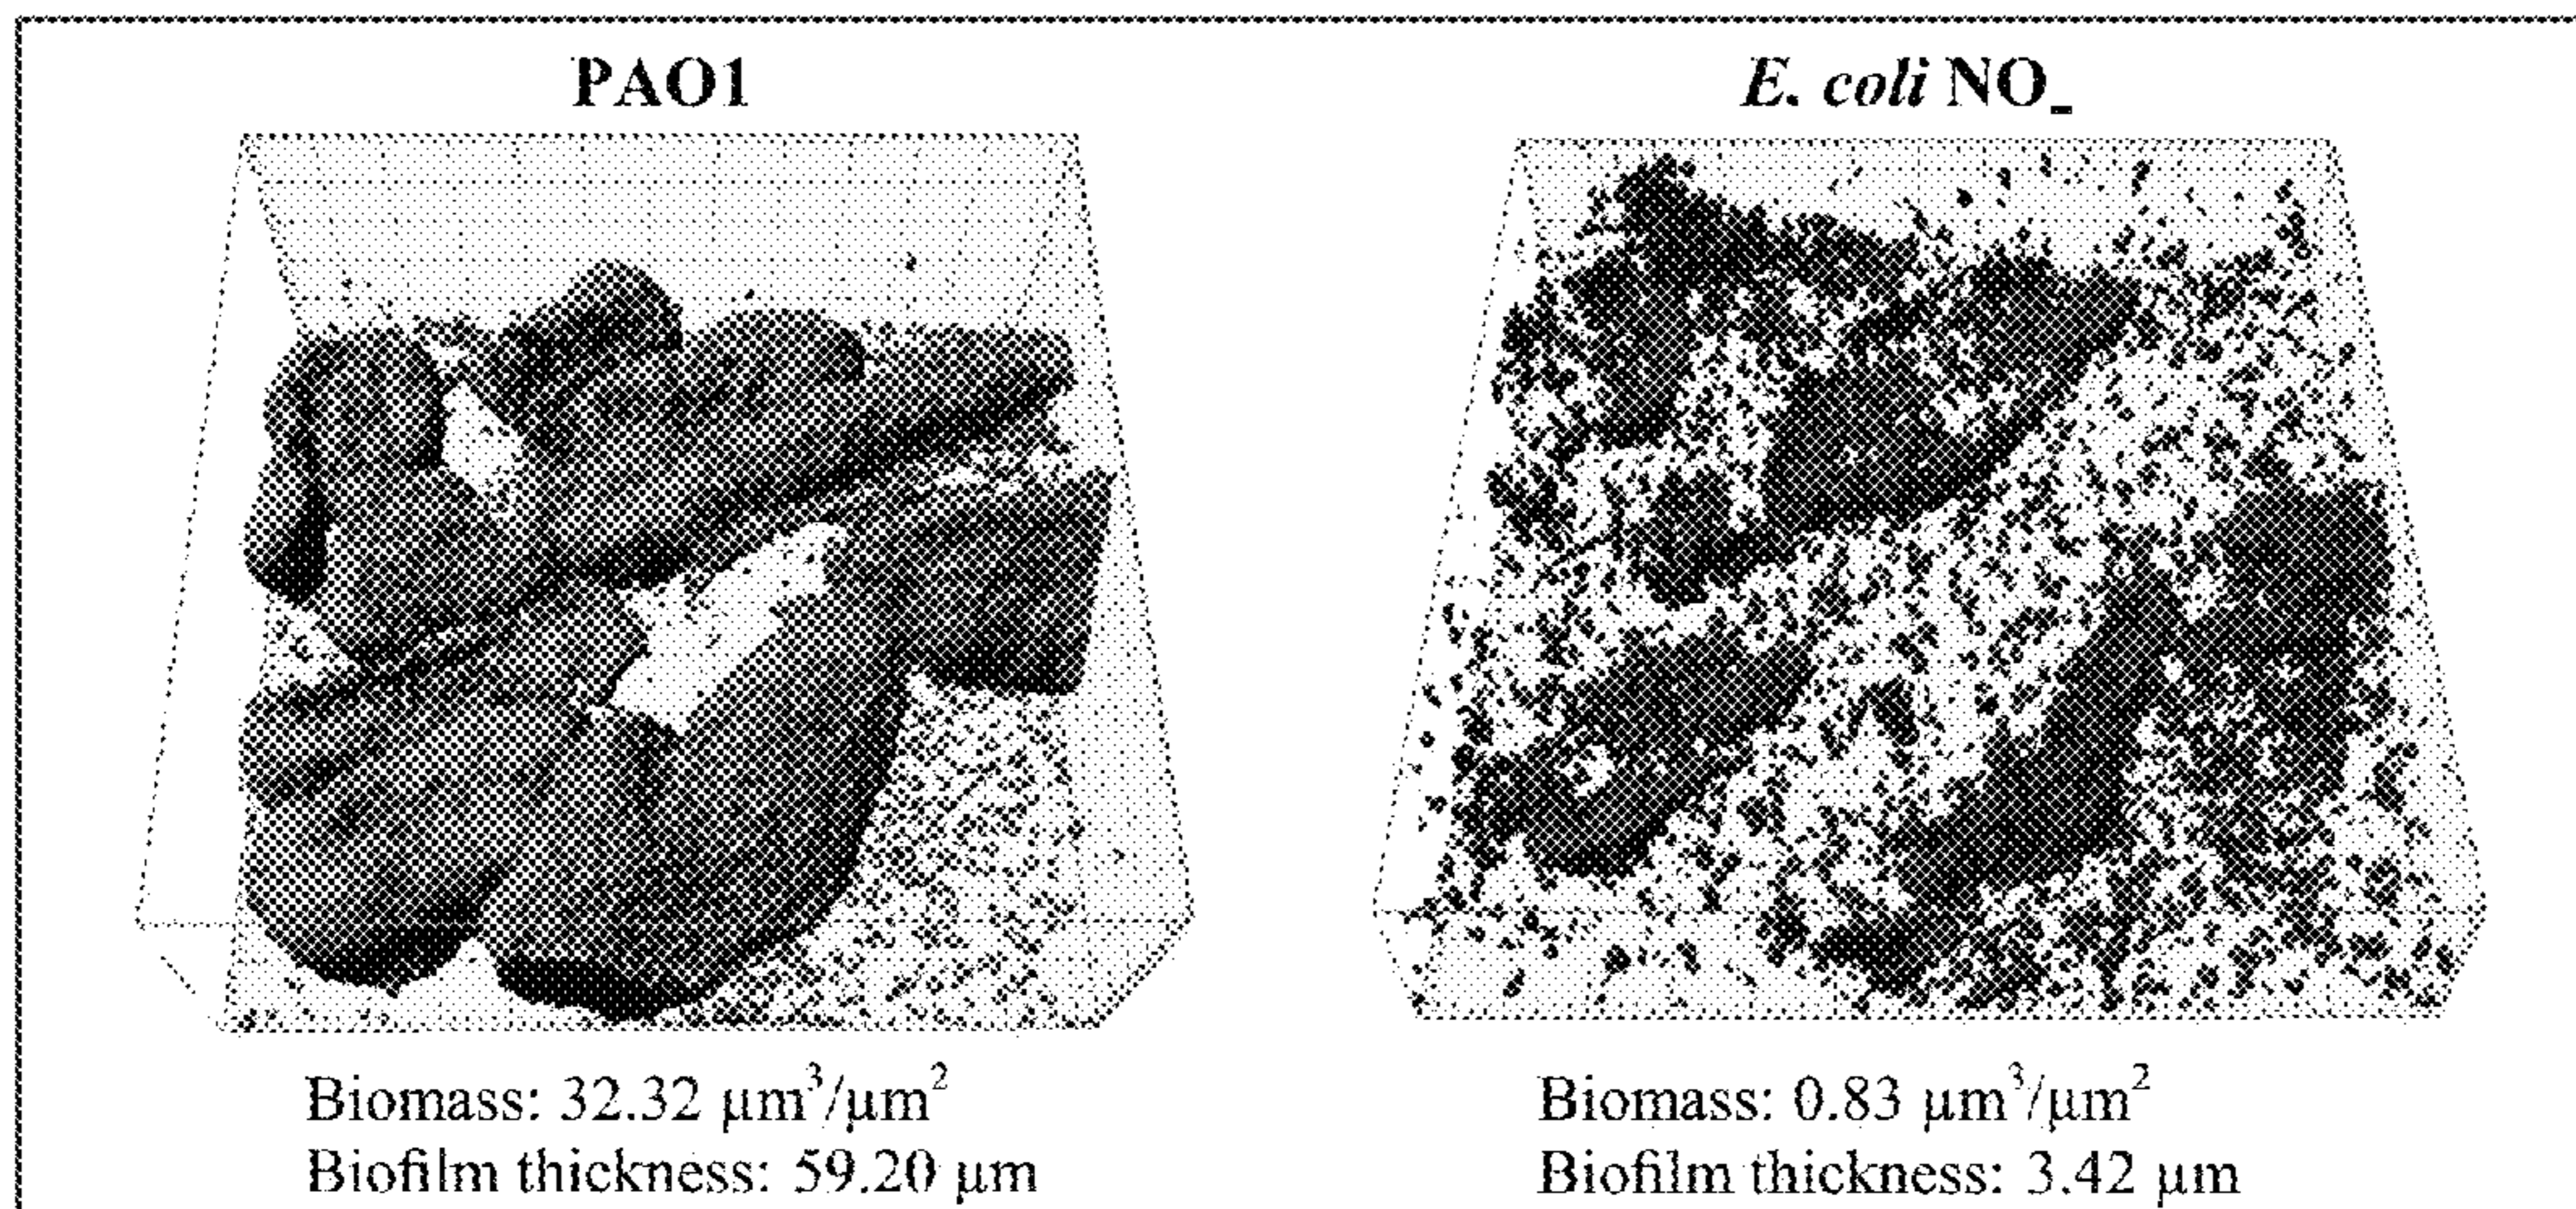 PAO1
E. coli NO_
Biomass: 32.32 µm³/µm²
Biofilm thickness: 59.20 µm
Biomass: 0.83 µm³/µm²
Biofilm thickness: 3.42 µm